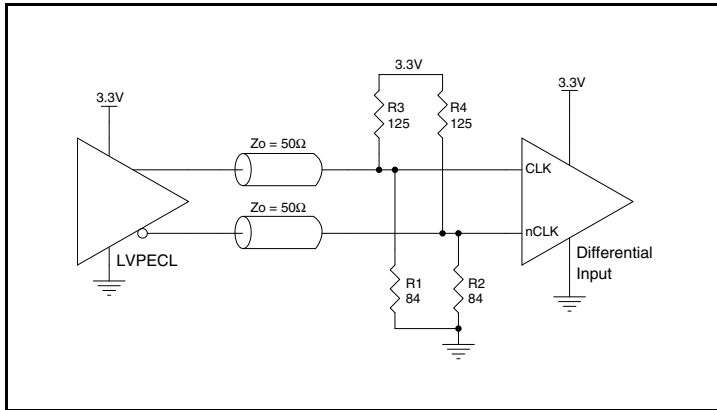 3.3V
3.3V
3.3V
R3
125
R4
125
Zo = 50Ω
CLK
Zo = 50Ω
nCLK
LVPECL
Differential
Input
R1
84
R2
84